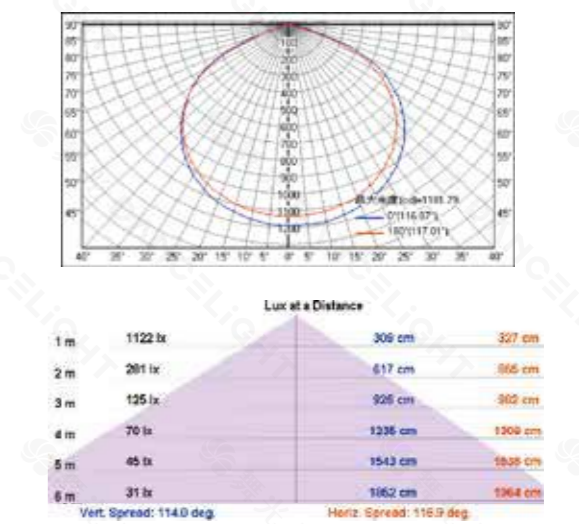 90° 90°
85° 85°
80° 80°
75° 75°
70° 70°
65° 65°
60° 60°
55° 55°
50° 50°
45° 45°
100
200
300
400
500
600
700
800
900
1000
1100
1200
0°(116.07°)
180°(117.01°)
40° 35° 30° 25° 20° 15° 10° 5° 0° 5° 10° 15° 20° 25° 30° 35° 40°
Lux at a Distance
1 m 1122 lx 309 cm 327 cm
2 m 281 lx 617 cm
3 m 125 lx 926 cm 982 cm
4 m 70 lx 1309 cm
5 m 45 lx 1543 cm
6 m 31 lx 1852 cm 1964 cm
Vert. Spread: 114.0 deg. Horiz. Spread: 116.9 deg.